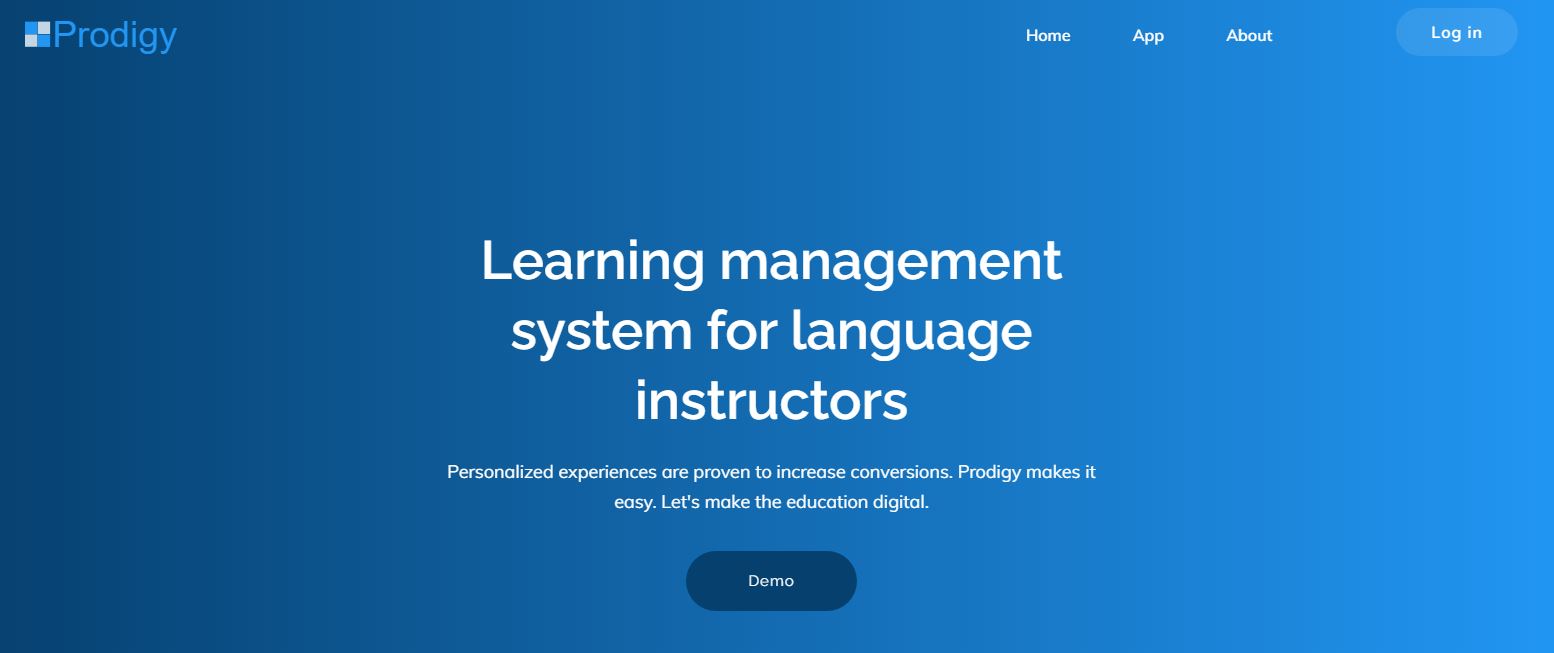 Prodigy
Home
App
About
Log in
Learning management
system for language
instructors
Personalized experiences are proven to increase conversions. Prodigy makes it
easy. Let's make the education digital.
Demo